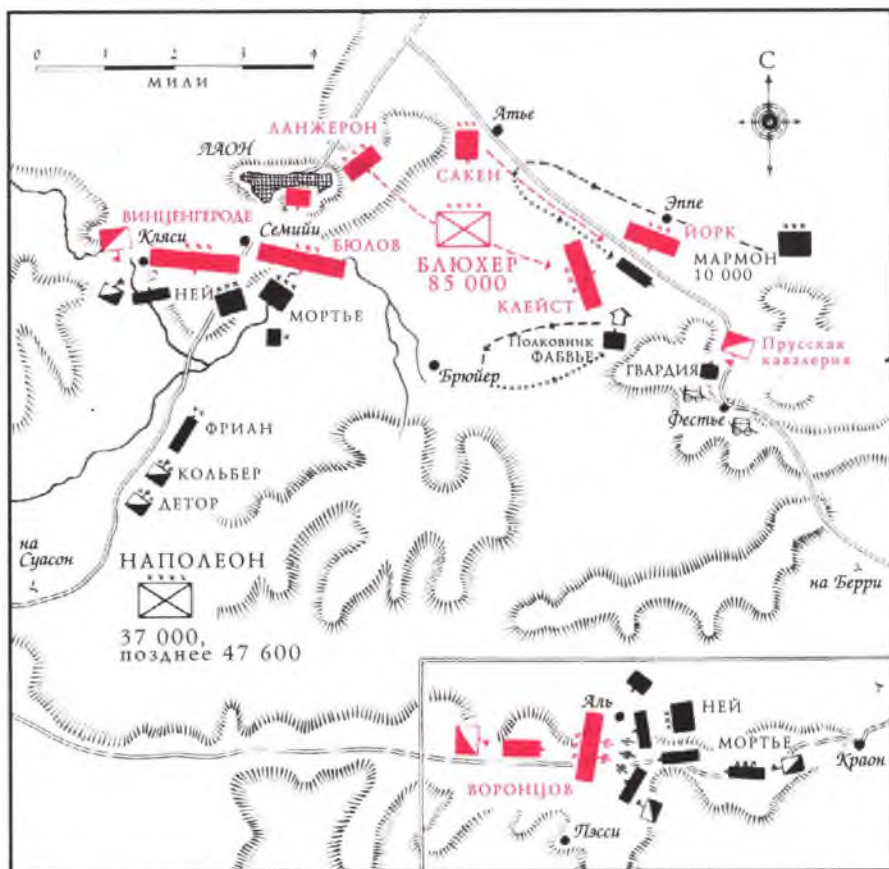 0 1 2 3 4
МИЛИ
С
ЛАНЖЕРОН
Атье
ЛАОН
САКЕН
Эппе
ВИНЦЕНГЕРОДЕ
Семийи
ЙОРК
Кляси
БЮЛОВ
БЛЮХЕР
85 000
МАРМОН
10 000
НЕЙ
КЛЕЙСТ
МОРТЬЕ
Полковник
ФАБВЬЕ
Прусская
кавалерия
Брюйер
ГВАРДИЯ
Фестье
ФРИАН
КОЛЬБЕР
ДЕТОР
на
Суасон
НАПОЛЕОН
на Берри
37 000,
позднее 47 600
Аль
НЕЙ
МОРТЬЕ
Краон
ВОРОНЦОВ
Пэсси